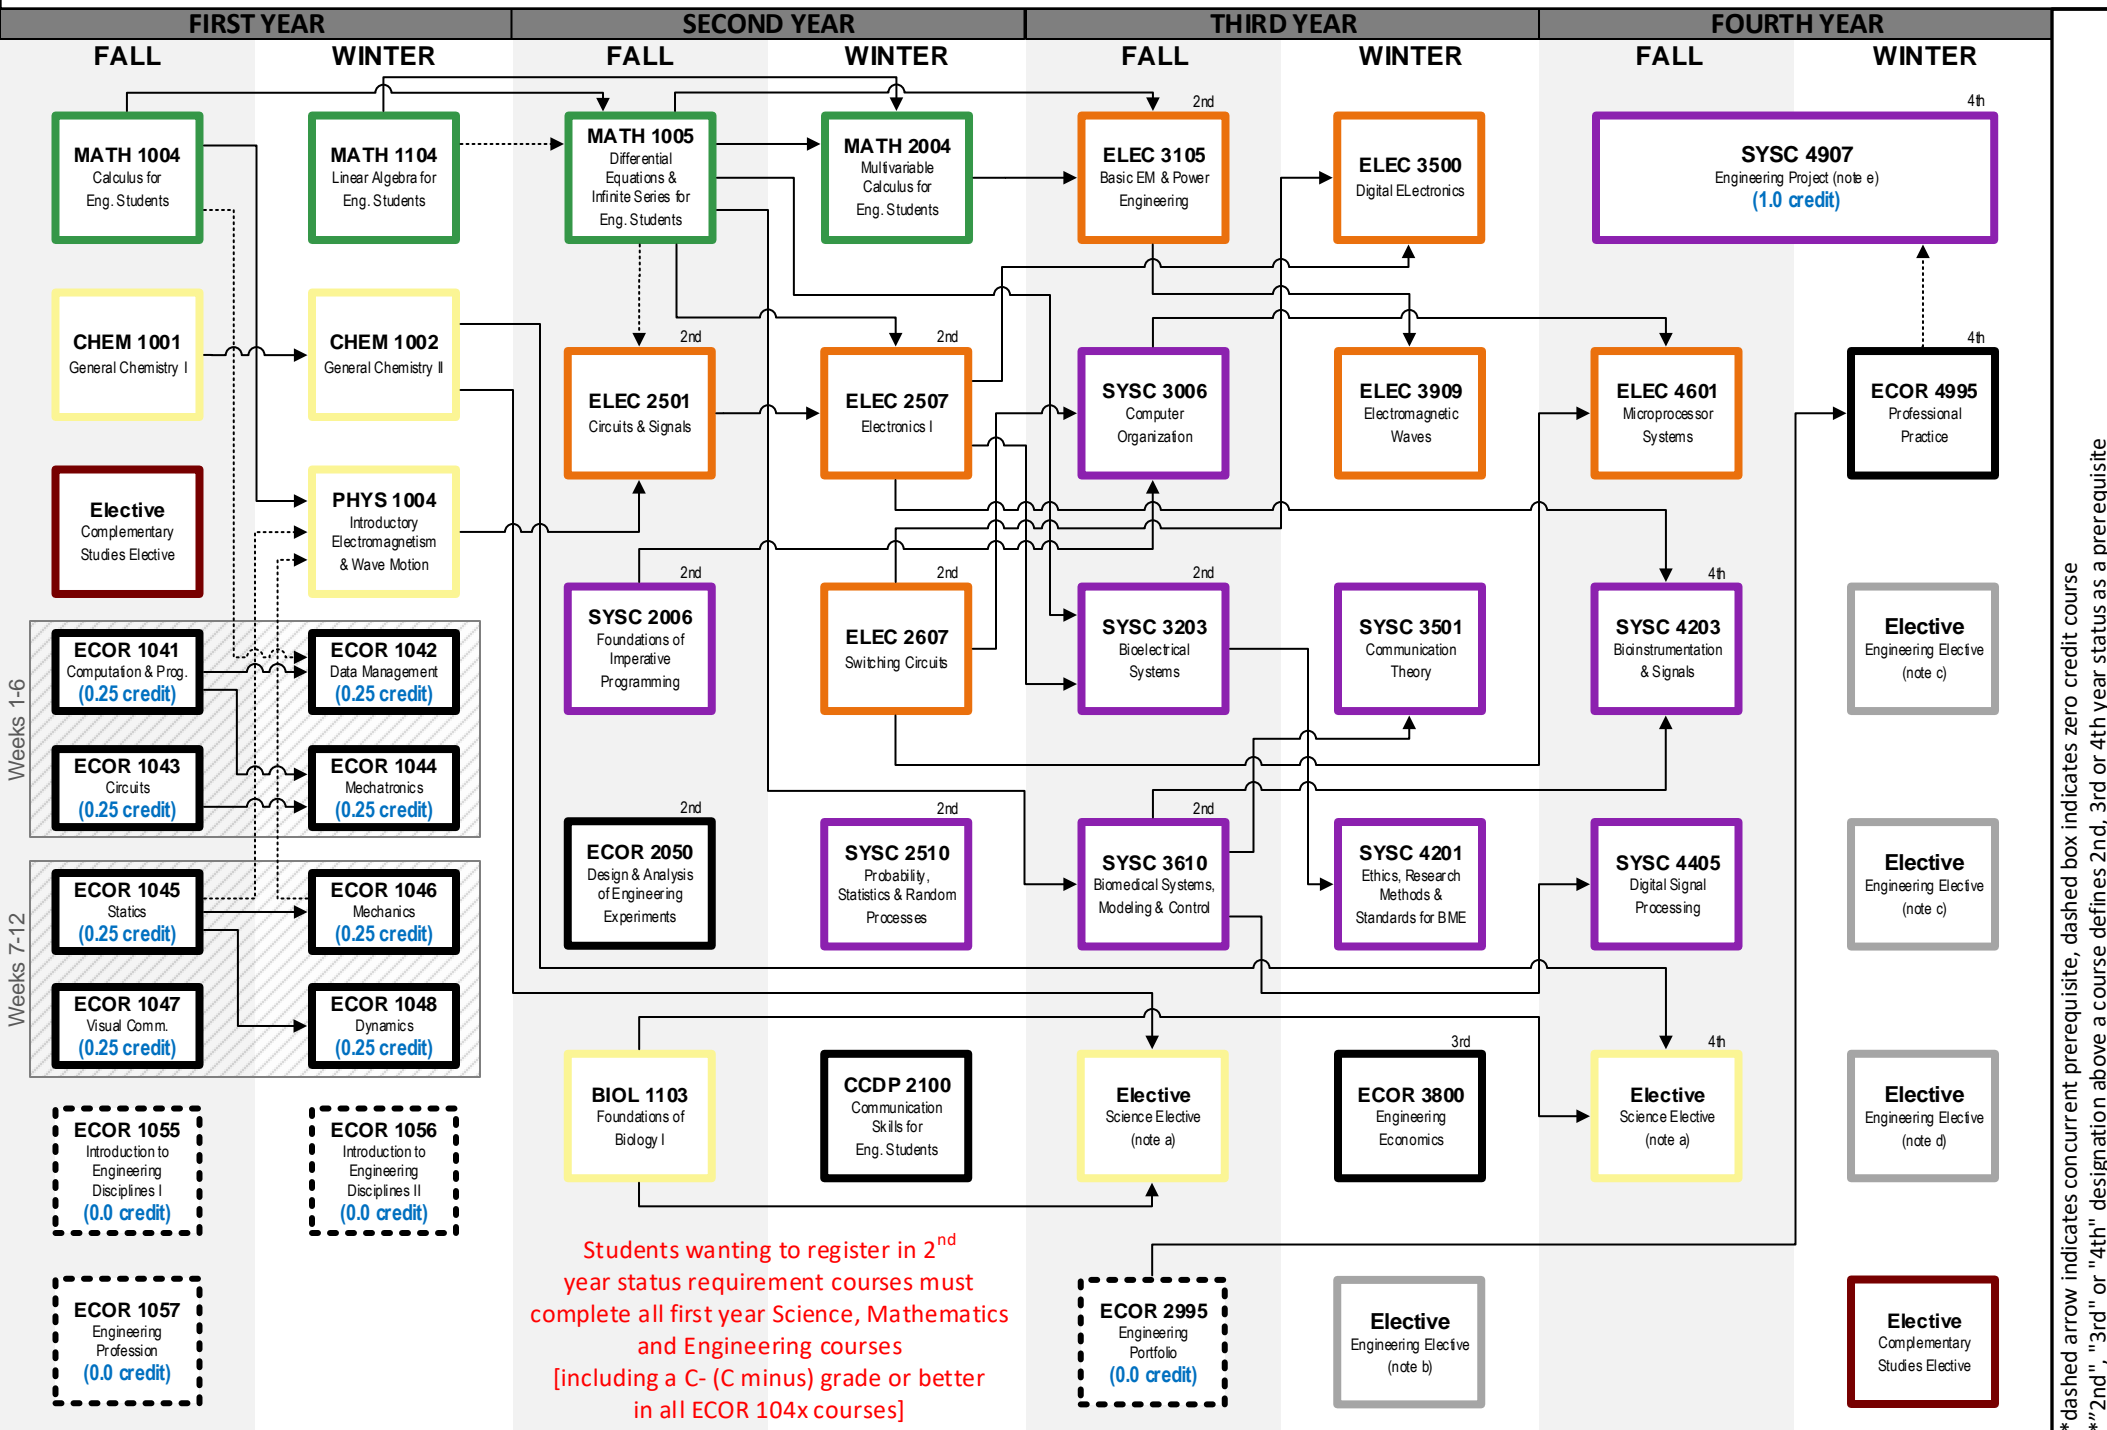 FIRST YEAR
SECOND YEAR
THIRD YEAR
FOURTH YEAR
FALL
WINTER
FALL
WINTER
FALL
WINTER
FALL
WINTER
MATH 1004
Calculus for
Eng. Students
MATH 1104
Linear Algebra for
Eng. Students
MATH 1005
Differential
Equations &
Infinite Series for
Eng. Students
MATH 2004
Multivariable
Calculus for
Eng. Students
2nd
ELEC 3105
Basic EM & Power
Engineering
ELEC 3500
Digital ELectronics
4th
SYSC 4907
Engineering Project (note e)
(1.0 credit)
CHEM 1001
General Chemistry I
CHEM 1002
General Chemistry II
2nd
ELEC 2501
Circuits & Signals
2nd
ELEC 2507
Electronics I
SYSC 3006
Computer
Organization
ELEC 3909
Electromagnetic
Waves
ELEC 4601
Microprocessor
Systems
4th
ECOR 4995
Professional
Practice
Elective
Complementary
Studies Elective
PHYS 1004
Introductory
Electromagnetism
& Wave Motion
2nd
SYSC 2006
Foundations of
Imperative
Programming
2nd
ELEC 2607
Switching Circuits
2nd
SYSC 3203
Bioelectrical
Systems
SYSC 3501
Communication
Theory
4th
SYSC 4203
Bioinstrumentation
& Signals
Elective
Engineering Elective
(note c)
Weeks 1-6
ECOR 1041
Computation & Prog.
(0.25 credit)
ECOR 1042
Data Management
(0.25 credit)
ECOR 1043
Circuits
(0.25 credit)
ECOR 1044
Mechatronics
(0.25 credit)
2nd
ECOR 2050
Design & Analysis
of Engineering
Experiments
2nd
SYSC 2510
Probability,
Statistics & Random
Processes
2nd
SYSC 3610
Biomedical Systems,
Modeling & Control
SYSC 4201
Ethics, Research
Methods &
Standards for BME
SYSC 4405
Digital Signal
Processing
Elective
Engineering Elective
(note c)
Weeks 7-12
ECOR 1045
Statics
(0.25 credit)
ECOR 1046
Mechanics
(0.25 credit)
ECOR 1047
Visual Comm.
(0.25 credit)
ECOR 1048
Dynamics
(0.25 credit)
BIOL 1103
Foundations of
Biology I
CCDP 2100
Communication
Skills for
Eng. Students
Elective
Science Elective
(note a)
3rd
ECOR 3800
Engineering
Economics
4th
Elective
Science Elective
(note a)
Elective
Engineering Elective
(note d)
ECOR 1055
Introduction to
Engineering
Disciplines I
(0.0 credit)
ECOR 1056
Introduction to
Engineering
Disciplines II
(0.0 credit)
ECOR 1057
Engineering
Profession
(0.0 credit)
Students wanting to register in 2nd
year status requirement courses must
complete all first year Science, Mathematics
and Engineering courses
[including a C- (C minus) grade or better
in all ECOR 104x courses]
ECOR 2995
Engineering
Portfolio
(0.0 credit)
Elective
Engineering Elective
(note b)
Elective
Complementary
Studies Elective
*dashed arrow indicates concurrent prerequisite, dashed box indicates zero credit course
*"2nd", "3rd" or "4th" designation above a course defines 2nd, 3rd or 4th year status as a prerequisite